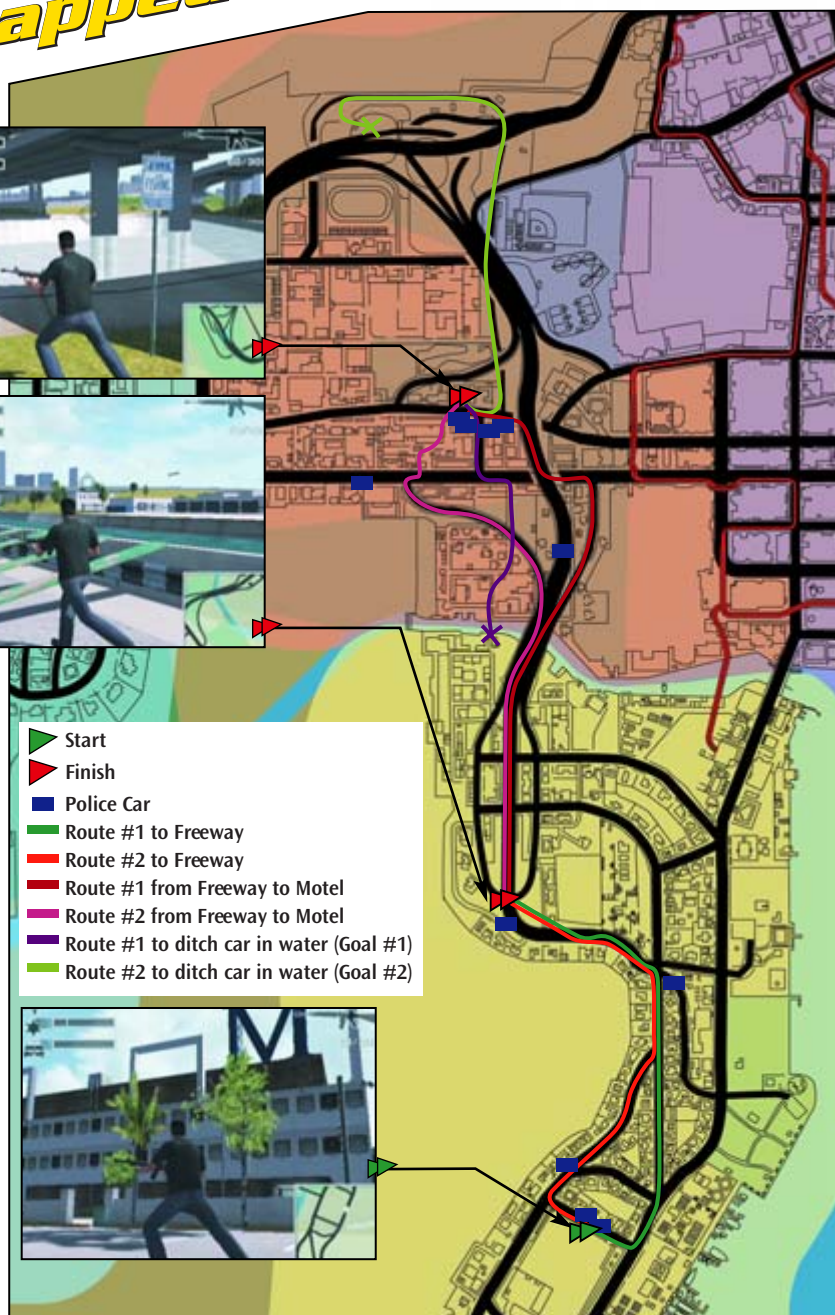 apped
Start
Finish
Police Car
Route #1 to Freeway
Route #2 to Freeway
Route #1 from Freeway to Motel
Route #2 from Freeway to Motel
Route #1 to ditch car in water (Goal #1)
Route #2 to ditch car in water (Goal #2)